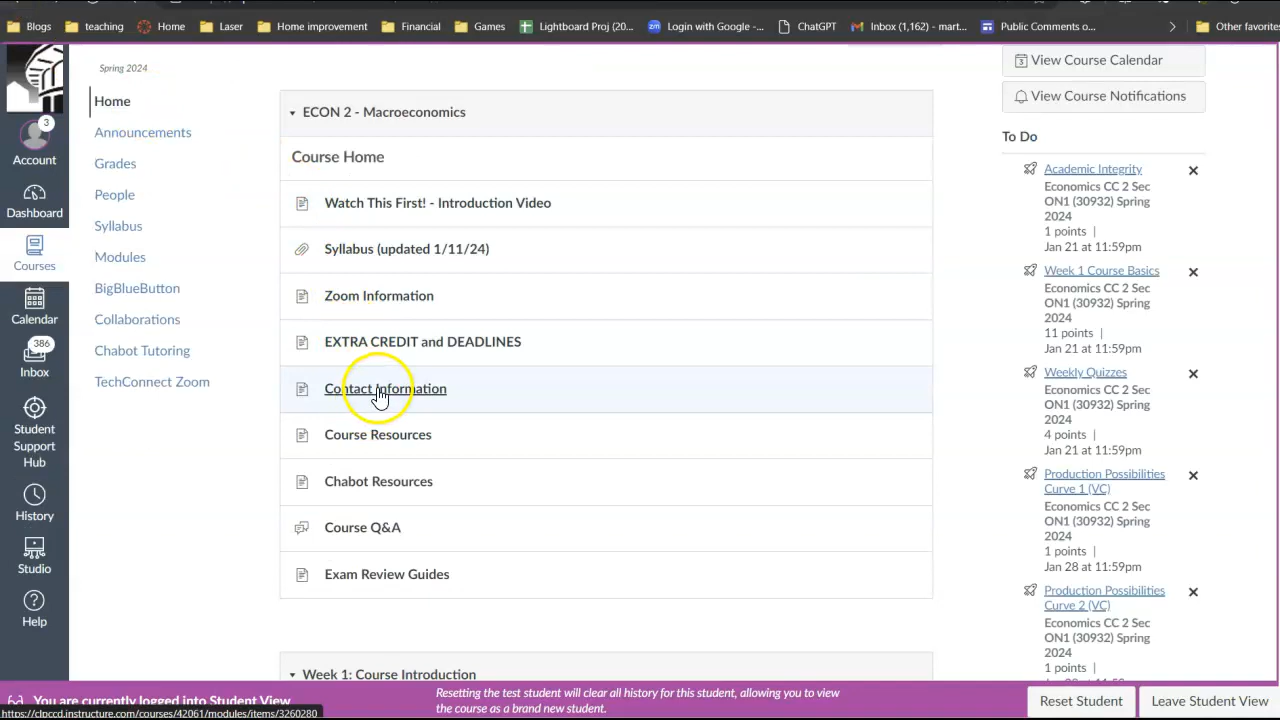 Blogs
teaching
Home
Laser
Home improvement
Financial
Games
Lightboard Proj (20...
Login with Google -...
ChatGPT
Inbox (1,162) - mart...
Public Comments o...
Other favorite
Spring 2024
Home
Announcements
Grades
People
Syllabus
Modules
BigBlueButton
Collaborations
Chabot Tutoring
TechConnect Zoom
3
Account
Dashboard
Courses
Calendar
386
Inbox
Student
Support
Hub
History
Studio
Help
ECON 2 - Macroeconomics
Course Home
Watch This First! - Introduction Video
Syllabus (updated 1/11/24)
Zoom Information
EXTRA CREDIT and DEADLINES
Contact Information
Course Resources
Chabot Resources
Course Q&A
Exam Review Guides
Week 1: Course Introduction
View Course Calendar
View Course Notifications
To Do
Academic Integrity
Economics CC 2 Sec
ON1 (30932) Spring
2024
1 points |
Jan 21 at 11:59pm
Week 1 Course Basics
Economics CC 2 Sec
ON1 (30932) Spring
2024
11 points |
Jan 21 at 11:59pm
Weekly Quizzes
Economics CC 2 Sec
ON1 (30932) Spring
2024
4 points |
Jan 21 at 11:59pm
Production Possibilities
Curve 1 (VC)
Economics CC 2 Sec
ON1 (30932) Spring
2024
1 points |
Jan 28 at 11:59pm
Production Possibilities
Curve 2 (VC)
Economics CC 2 Sec
ON1 (30932) Spring
2024
1 points |
You are currently logged into Student View
Resetting the test student will clear all history for this student, allowing you to view
the course as a brand new student.
Reset Student
Leave Student View
https://clpccd.instructure.com/courses/42061/modules/items/3260280